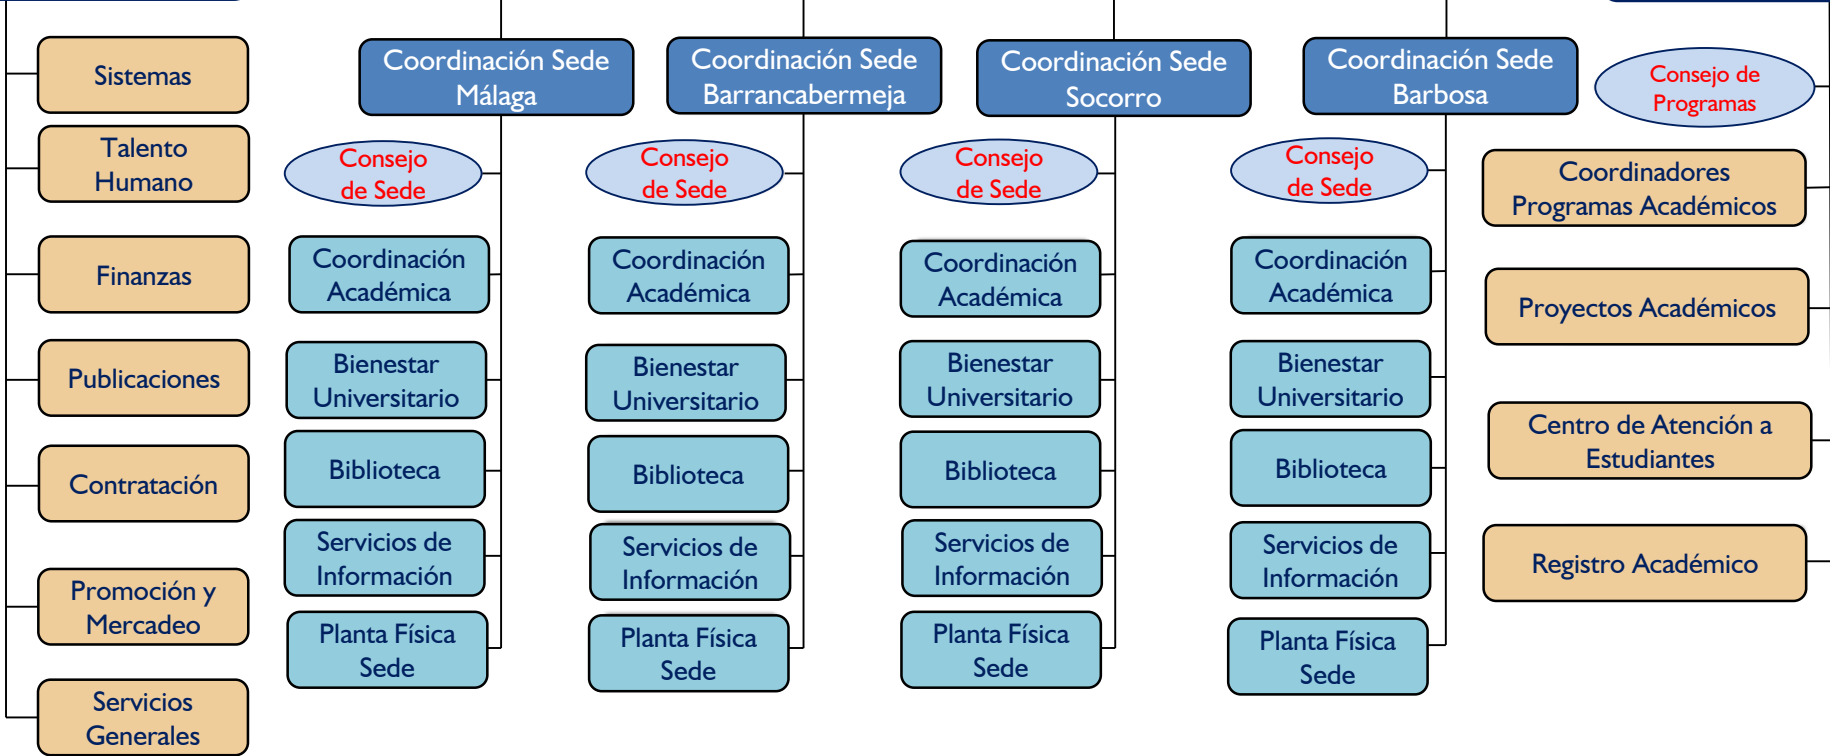 Sistemas
Talento
Humano
Finanzas
Publicaciones
Contratación
Promoción y
Mercadeo
Servicios
Generales
Coordinación Sede
Málaga
Consejo
de Sede
Coordinación
Académica
Bienestar
Universitario
Biblioteca
Servicios de
Información
Planta Física
Sede
Coordinación Sede
Barrancabermeja
Consejo
de Sede
Coordinación
Académica
Bienestar
Universitario
Biblioteca
Servicios de
Información
Planta Física
Sede
Coordinación Sede
Socorro
Consejo
de Sede
Coordinación
Académica
Bienestar
Universitario
Biblioteca
Servicios de
Información
Planta Física
Sede
Coordinación Sede
Barbosa
Consejo
de Sede
Coordinación
Académica
Bienestar
Universitario
Biblioteca
Servicios de
Información
Planta Física
Sede
Consejo de
Programas
Coordinadores
Programas Académicos
Proyectos Académicos
Centro de Atención a
Estudiantes
Registro Académico